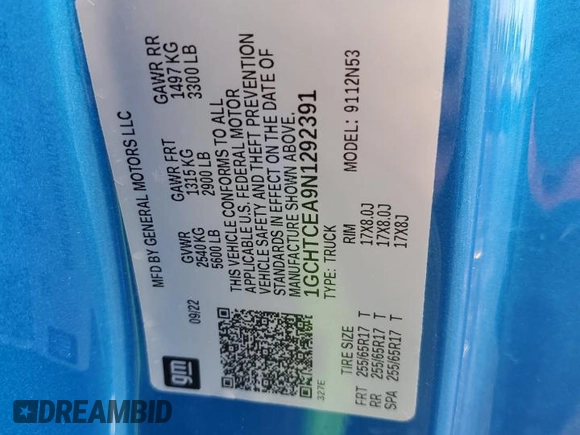 gm
MFD BY GENERAL MOTORS LLC
09/22
GVWR GAWR FRT GAWR RR
2540 KG 1315 KG 1497 KG
5600 LB 2900 LB 3300 LB
THIS VEHICLE CONFORMS TO ALL
APPLICABLE U.S. FEDERAL MOTOR
VEHICLE SAFETY AND THEFT PREVENTION
STANDARDS IN EFFECT ON THE DATE OF
MANUFACTURE SHOWN ABOVE.
1GCHTCEA9N1292391
TYPE: TRUCK MODEL: 9112N53
327E
TIRE SIZE RIM
FRT 255/65R17 T 17X8.0J
RR 255/65R17 T 17X8.0J
SPA 255/65R17 T 17X8J
DREAMBID